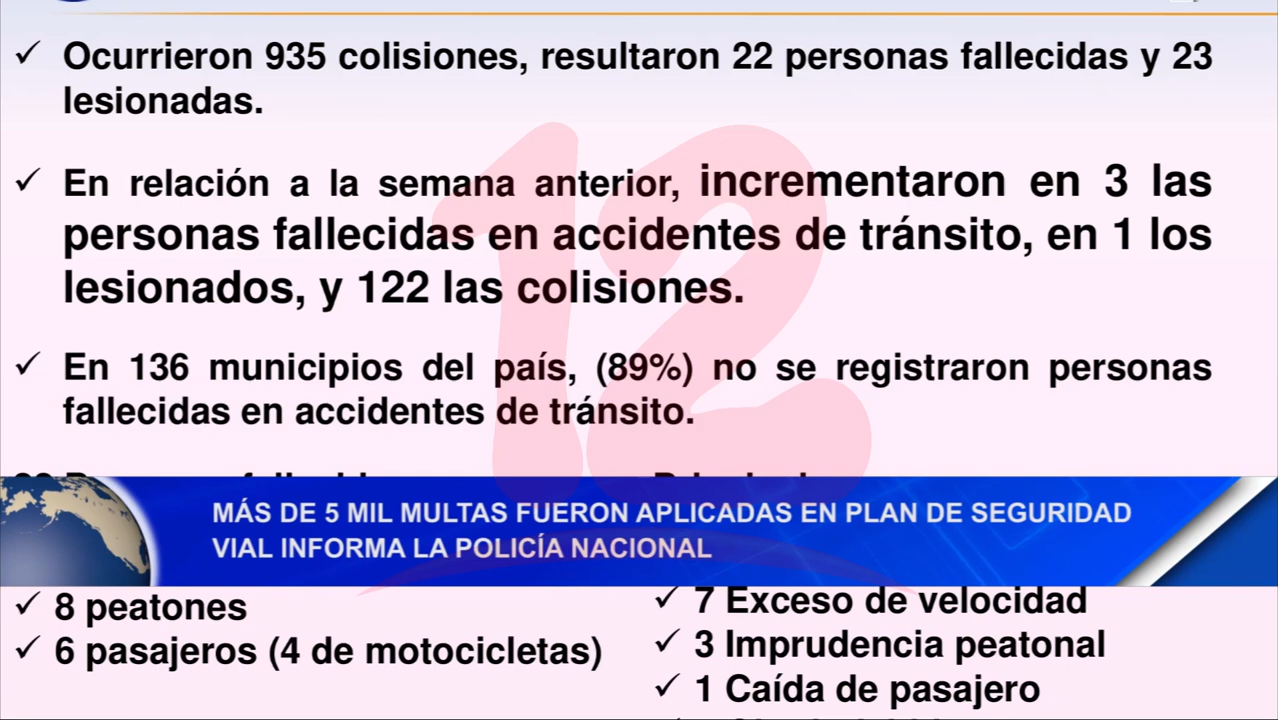 ✓ Ocurrieron 935 colisiones, resultaron 22 personas fallecidas y 23
lesionadas.
✓ En relación a la semana anterior, incrementaron en 3 las
personas fallecidas en accidentes de tránsito, en 1 los
lesionados, y 122 las colisiones.
✓ En 136 municipios del país, (89%) no se registraron personas
fallecidas en accidentes de tránsito.
12
MÁS DE 5 MIL MULTAS FUERON APLICADAS EN PLAN DE SEGURIDAD
VIAL INFORMA LA POLICÍA NACIONAL
✓ 8 peatones
✓ 6 pasajeros (4 de motocicletas)
✓ 7 Exceso de velocidad
✓ 3 Imprudencia peatonal
✓ 1 Caída de pasajero